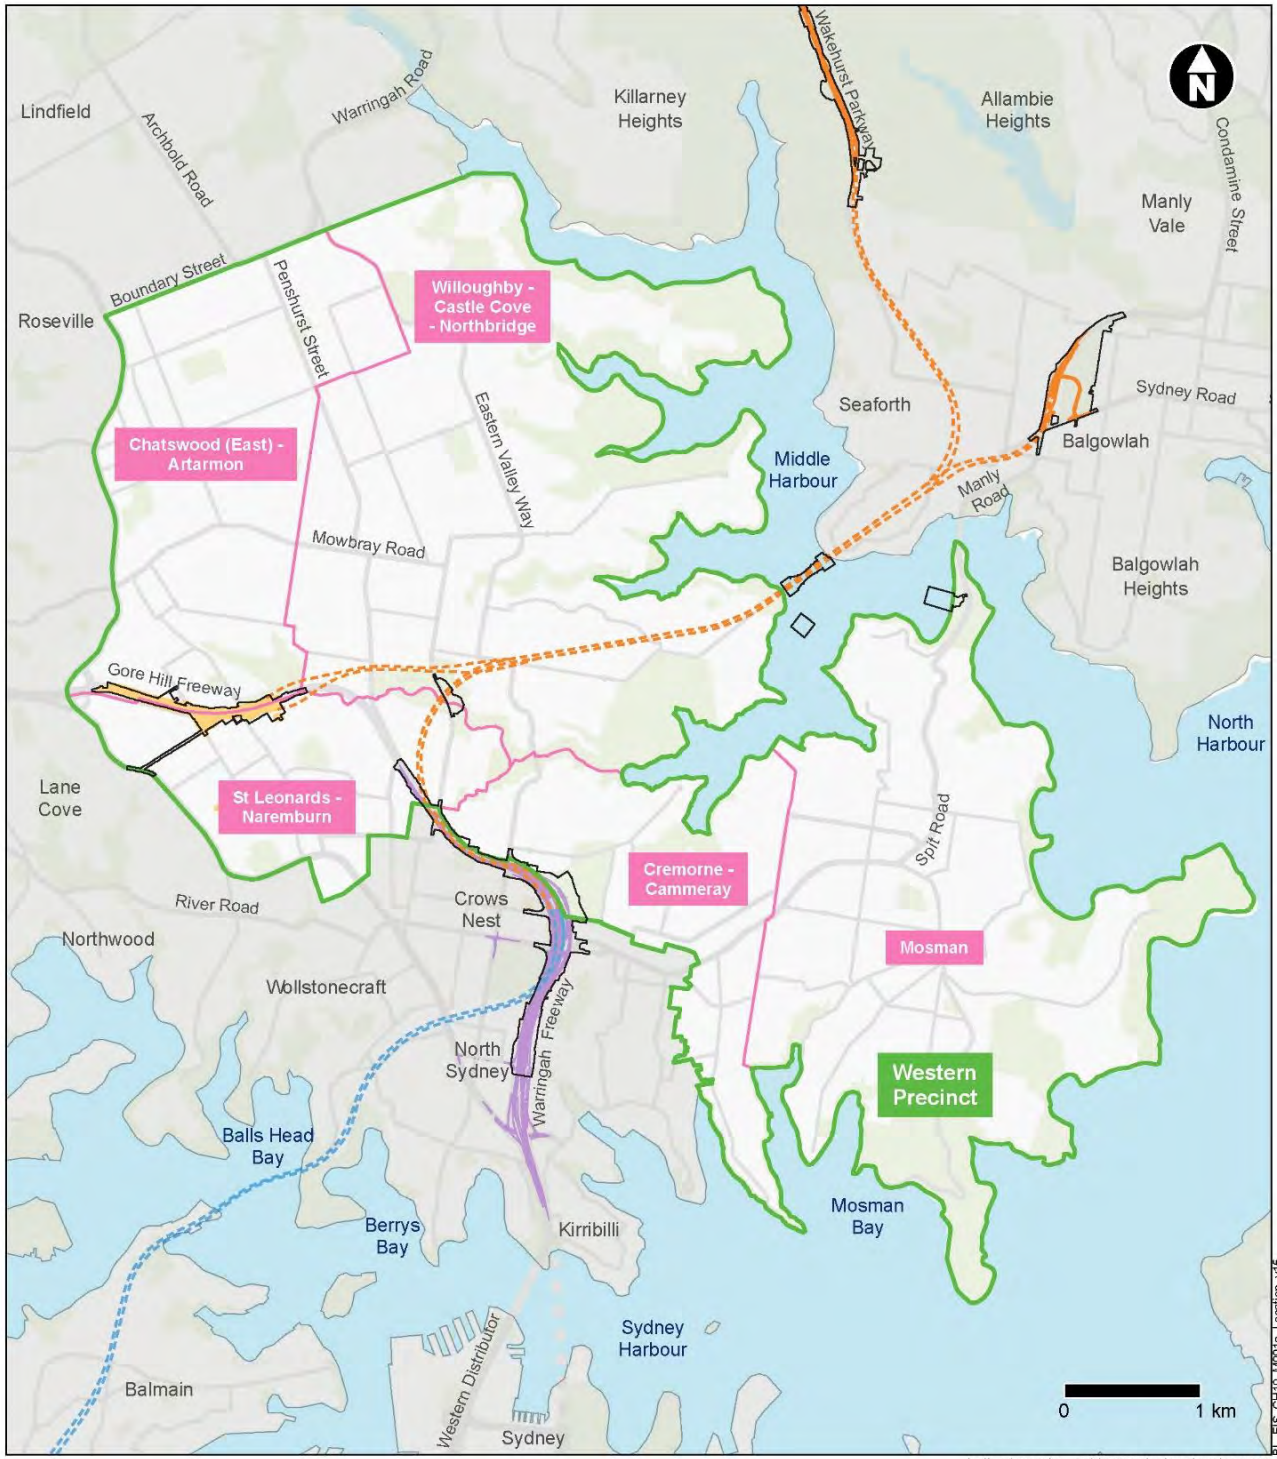 Wakehurst Parkway
N
Killarney
Heights
Allambie
Heights
Lindfield
Warringah Road
Archbold Road
Condamine Street
Manly
Vale
Boundary Street
Penshurst Street
Willoughby -
Castle Cove
- Northbridge
Roseville
Sydney Road
Seaforth
Eastern Valley Way
Balgowlah
Chatswood (East) -
Artarmon
Middle
Harbour
Manly
Road
Mowbray Road
Balgowlah
Heights
Gore Hill Freeway
North
Harbour
Lane
Cove
St Leonards -
Naremburn
Spit Road
Cremorne -
Cammeray
River Road
Crows
Nest
Northwood
Mosman
Wollstonecraft
Warringah Freeway
North
Sydney
Western
Precinct
Balls Head
Bay
Mosman
Bay
Berrys
Bay
Kirribilli
Sydney
Harbour
Western Distributor
Balmain
Sydney
0 1 km